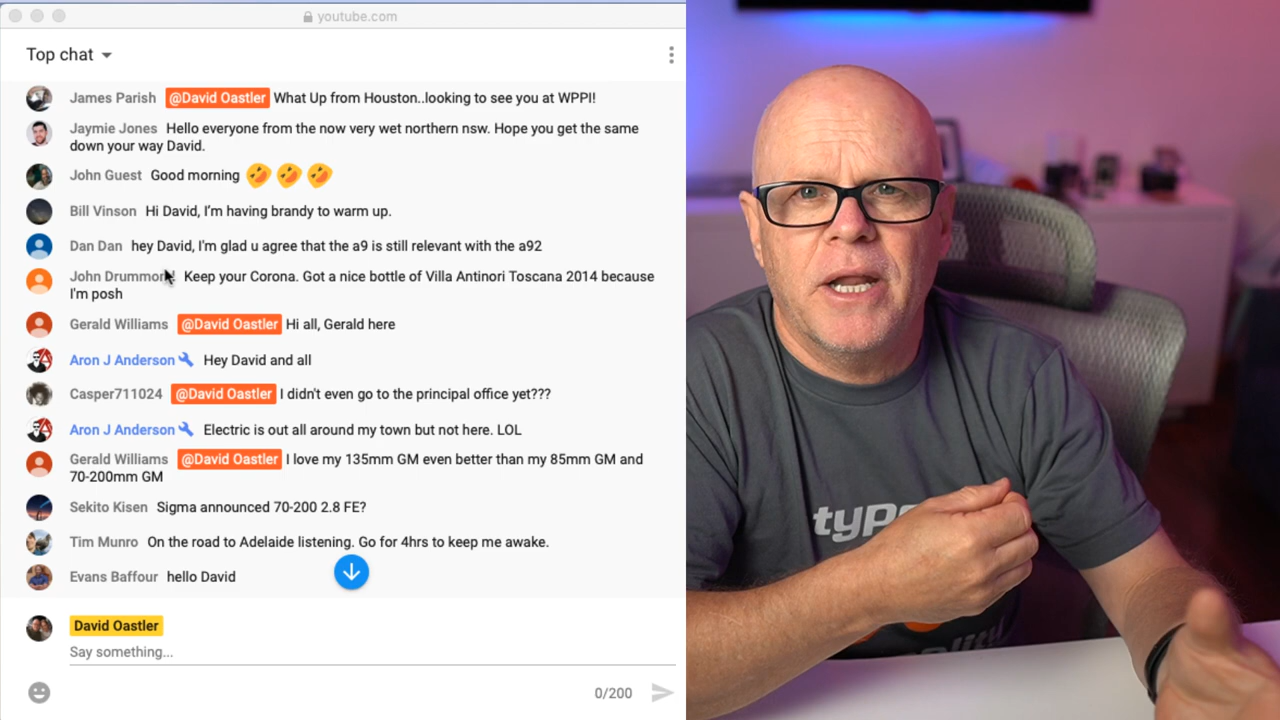 youtube.com
Top chat
James Parish @David Oastler What Up from Houston..looking to see you at WPPI!
Jaymie Jones Hello everyone from the now very wet northern nsw. Hope you get the same
down your way David.
John Guest Good morning 🤣 🤣 🤣
Bill Vinson Hi David, I'm having brandy to warm up.
Dan Dan hey David, I'm glad u agree that the a9 is still relevant with the a92
John Drummond Keep your Corona. Got a nice bottle of Villa Antinori Toscana 2014 because
I'm posh
Gerald Williams @David Oastler Hi all, Gerald here
Aron J Anderson Hey David and all
Casper711024 @David Oastler I didn't even go to the principal office yet???
Aron J Anderson Electric is out all around my town but not here. LOL
Gerald Williams @David Oastler I love my 135mm GM even better than my 85mm GM and
70-200mm GM
Sekito Kisen Sigma announced 70-200 2.8 FE?
Tim Munro On the road to Adelaide listening. Go for 4hrs to keep me awake.
Evans Baffour hello David
David Oastler
Say something...
0/200